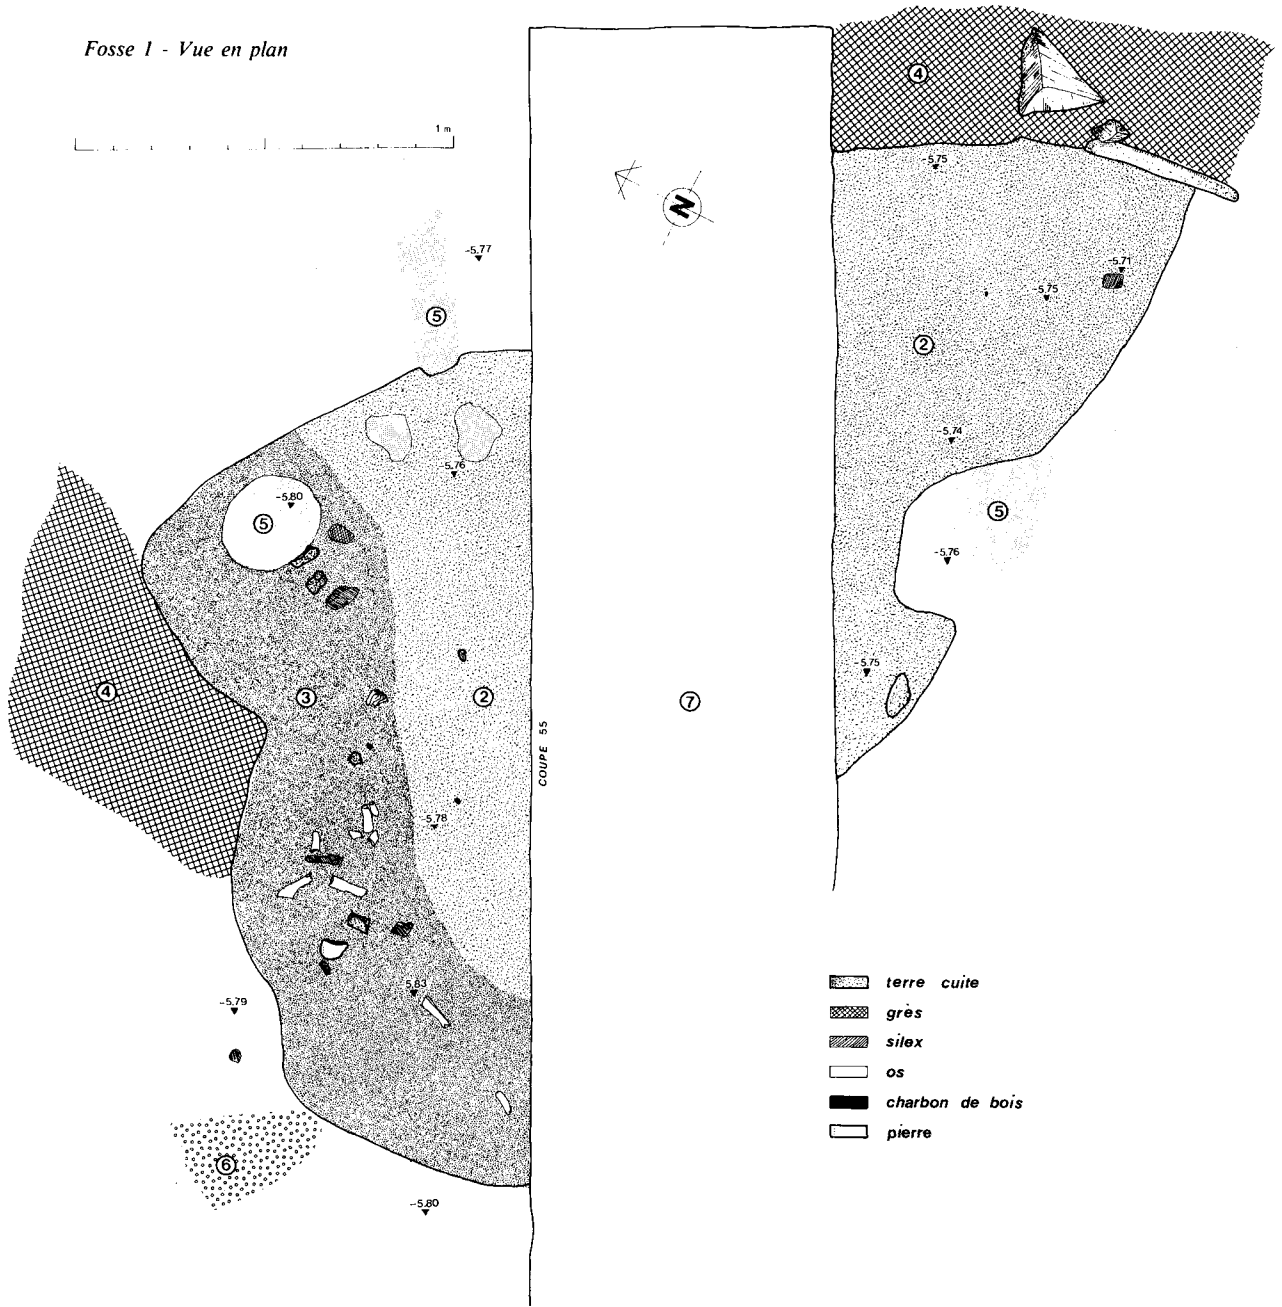 Fosse 1 - Vue en plan
1 m
4
-5.75
N
-5.77
-5.71
-5.75
5
2
-5.74
-5.76
-5.80
5
5
-5.76
-5.75
4
3
2
7
COUPE 55
-5.78
5.83
-5.79
terre cuite
grès
silex
os
charbon de bois
pierre
6
-5.80